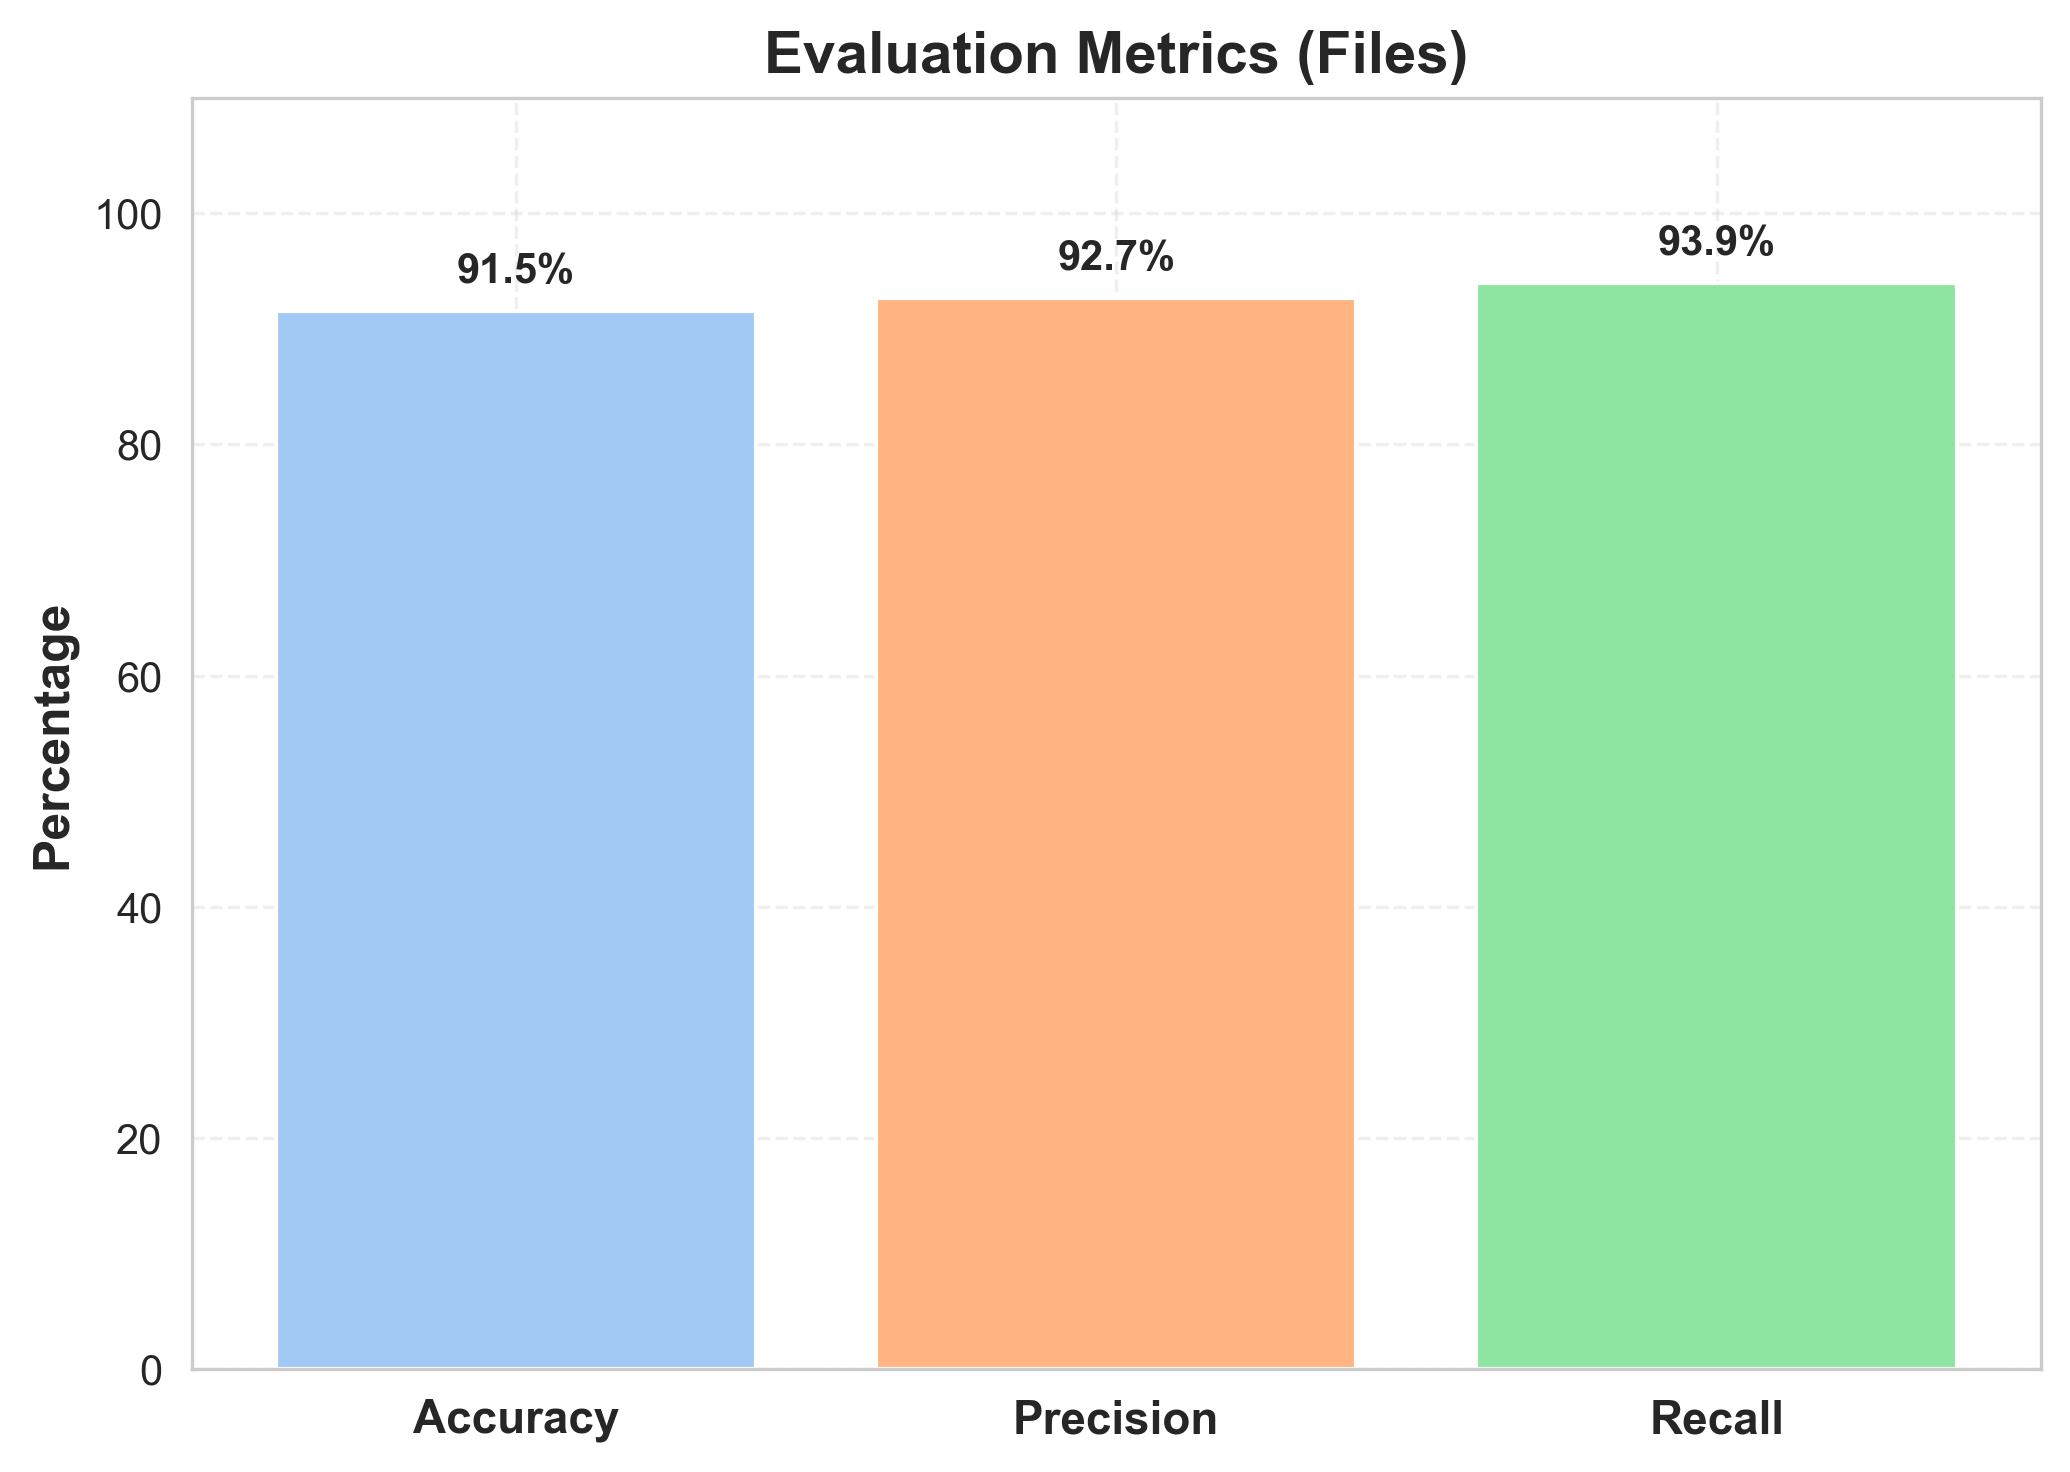 Evaluation Metrics (Files)
Percentage
100
80
60
40
20
0
91.5%
92.7%
93.9%
Accuracy
Precision
Recall